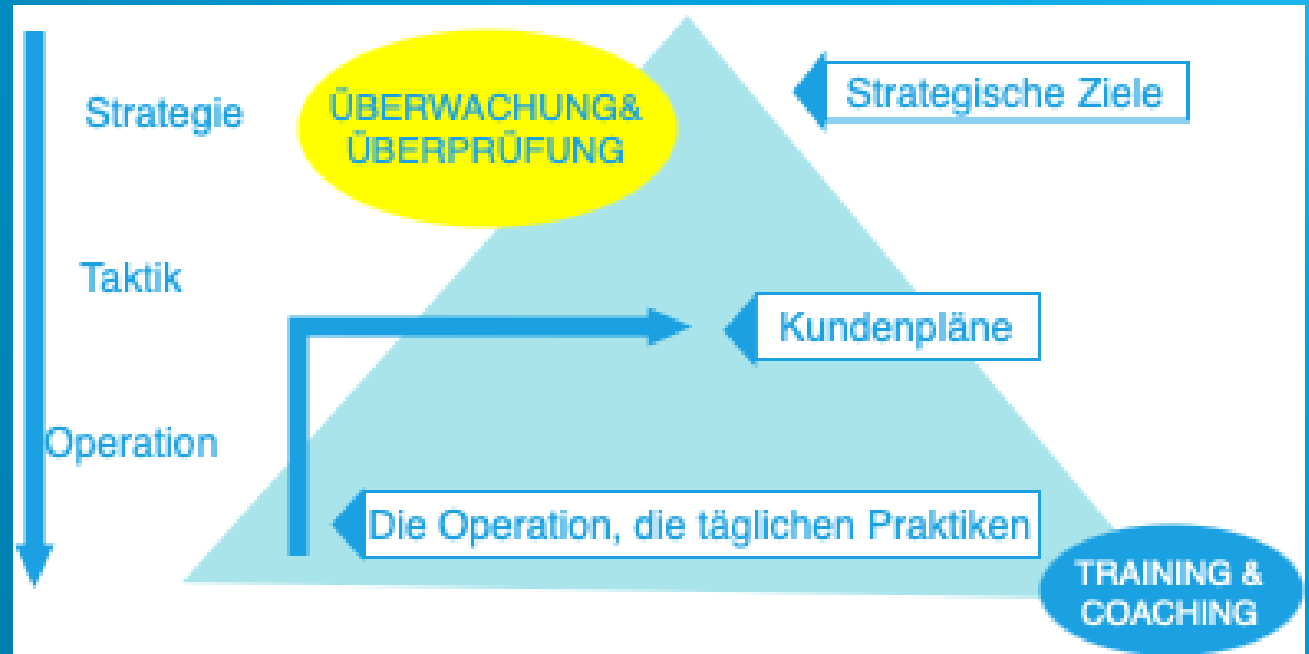 Strategie
ÜBERWACHUNG&
ÜBERPRÜFUNG
Strategische Ziele
Taktik
Kundenpläne
Operation
Die Operation, die täglichen Praktiken
TRAINING &
COACHING